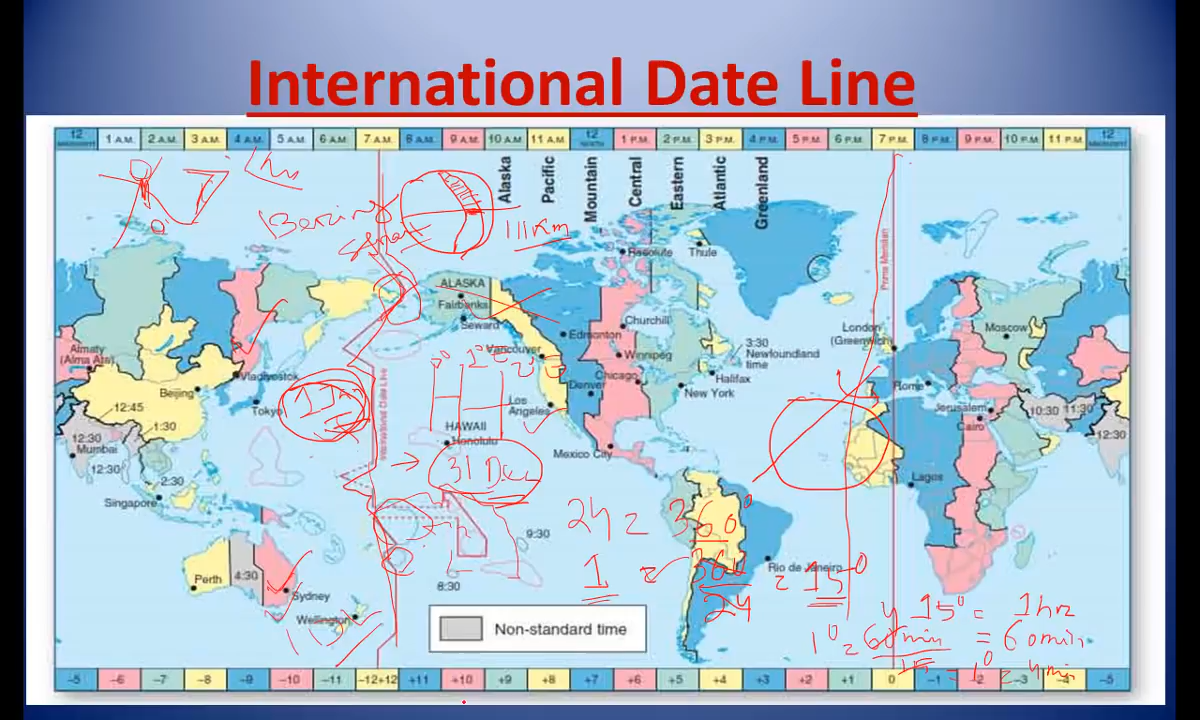 International Date Line
12 MIDNIGHT 1 A.M. 2 A.M. 3 A.M. 4 A.M. 5 A.M. 6 A.M. 7 A.M. 8 A.M. 9 A.M. 10 A.M. 11 A.M. 12 NOON 1 P.M. 2 P.M. 3 P.M. 4 P.M. 5 P.M. 6 P.M. 7 P.M. 8 P.M. 9 P.M. 10 P.M. 11 P.M. 12 MIDNIGHT
Alaska Pacific Mountain Central Eastern Atlantic Greenland
Bering
111 Km
Resolute
Thule
Prime Meridian
ALASKA
Fairbanks
Seward
Edmonton
Churchill
London
(Greenwich)
Moscow
Almaty
(Alma Ata)
Vancouver
Winnipeg
3:30
Newfoundland
time
Vladivostok
Beijing
Chicago
Denver
Halifax
Rome
Tokyo
International Date Line
Los
Angeles
New York
Jerusalem
Cairo
10:30 11:30
12:45
1:30
12:30
Mumbai
12:30
HAWAII
Honolulu
Mexico City
12:30
2:30
Singapore
31 Dec
Lagos
24 = 360°
9:30
Perth
4:30
Sydney
8:30
Rio de Janeiro
1 = 360/24 = 15°
Wellington
Non-standard time
15° = 1 hrz
1° = 60min/15 = 60min
= 1° = 4min
−5 −6 −7 −8 −9 −10 −11 −12 +12 +11 +10 +9 +8 +7 +6 +5 +4 +3 +2 +1 0 −1 −2 −3 −4 −5